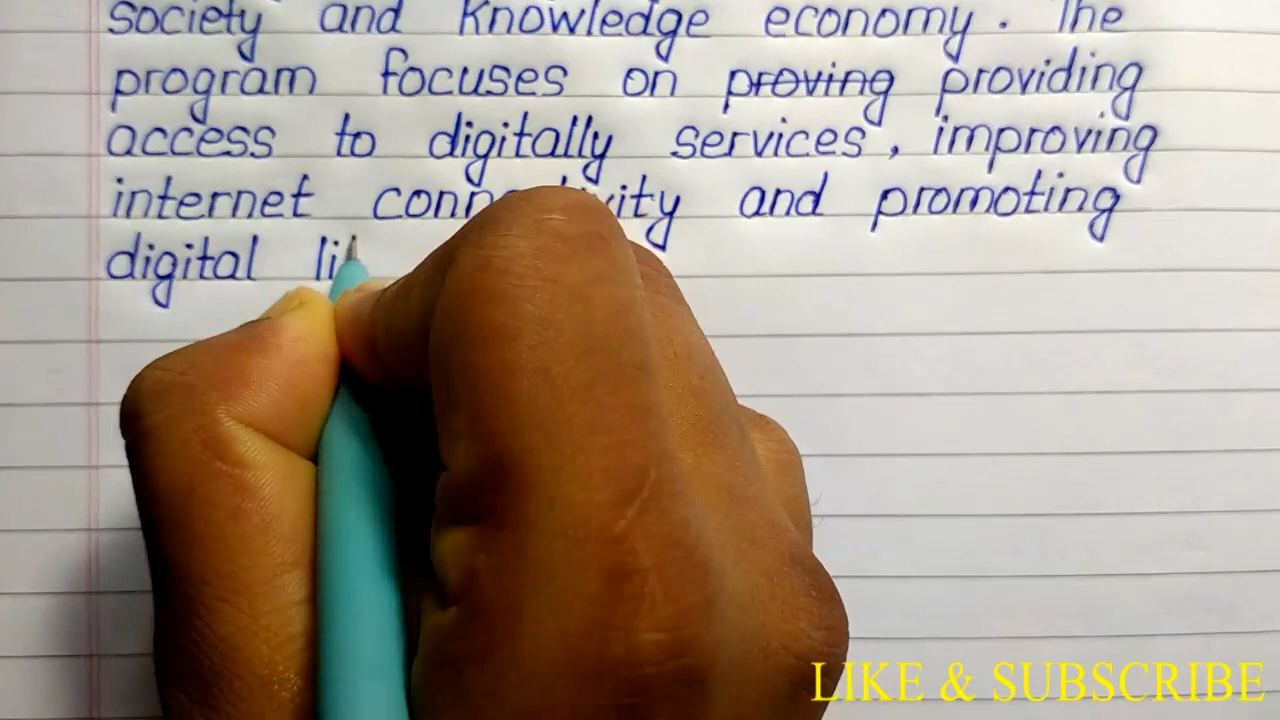 society and Knowledge economy. The
program focuses on proving providing
access to digitally services, improving
internet and promoting
digital li
LIKE & SUBSCRIBE